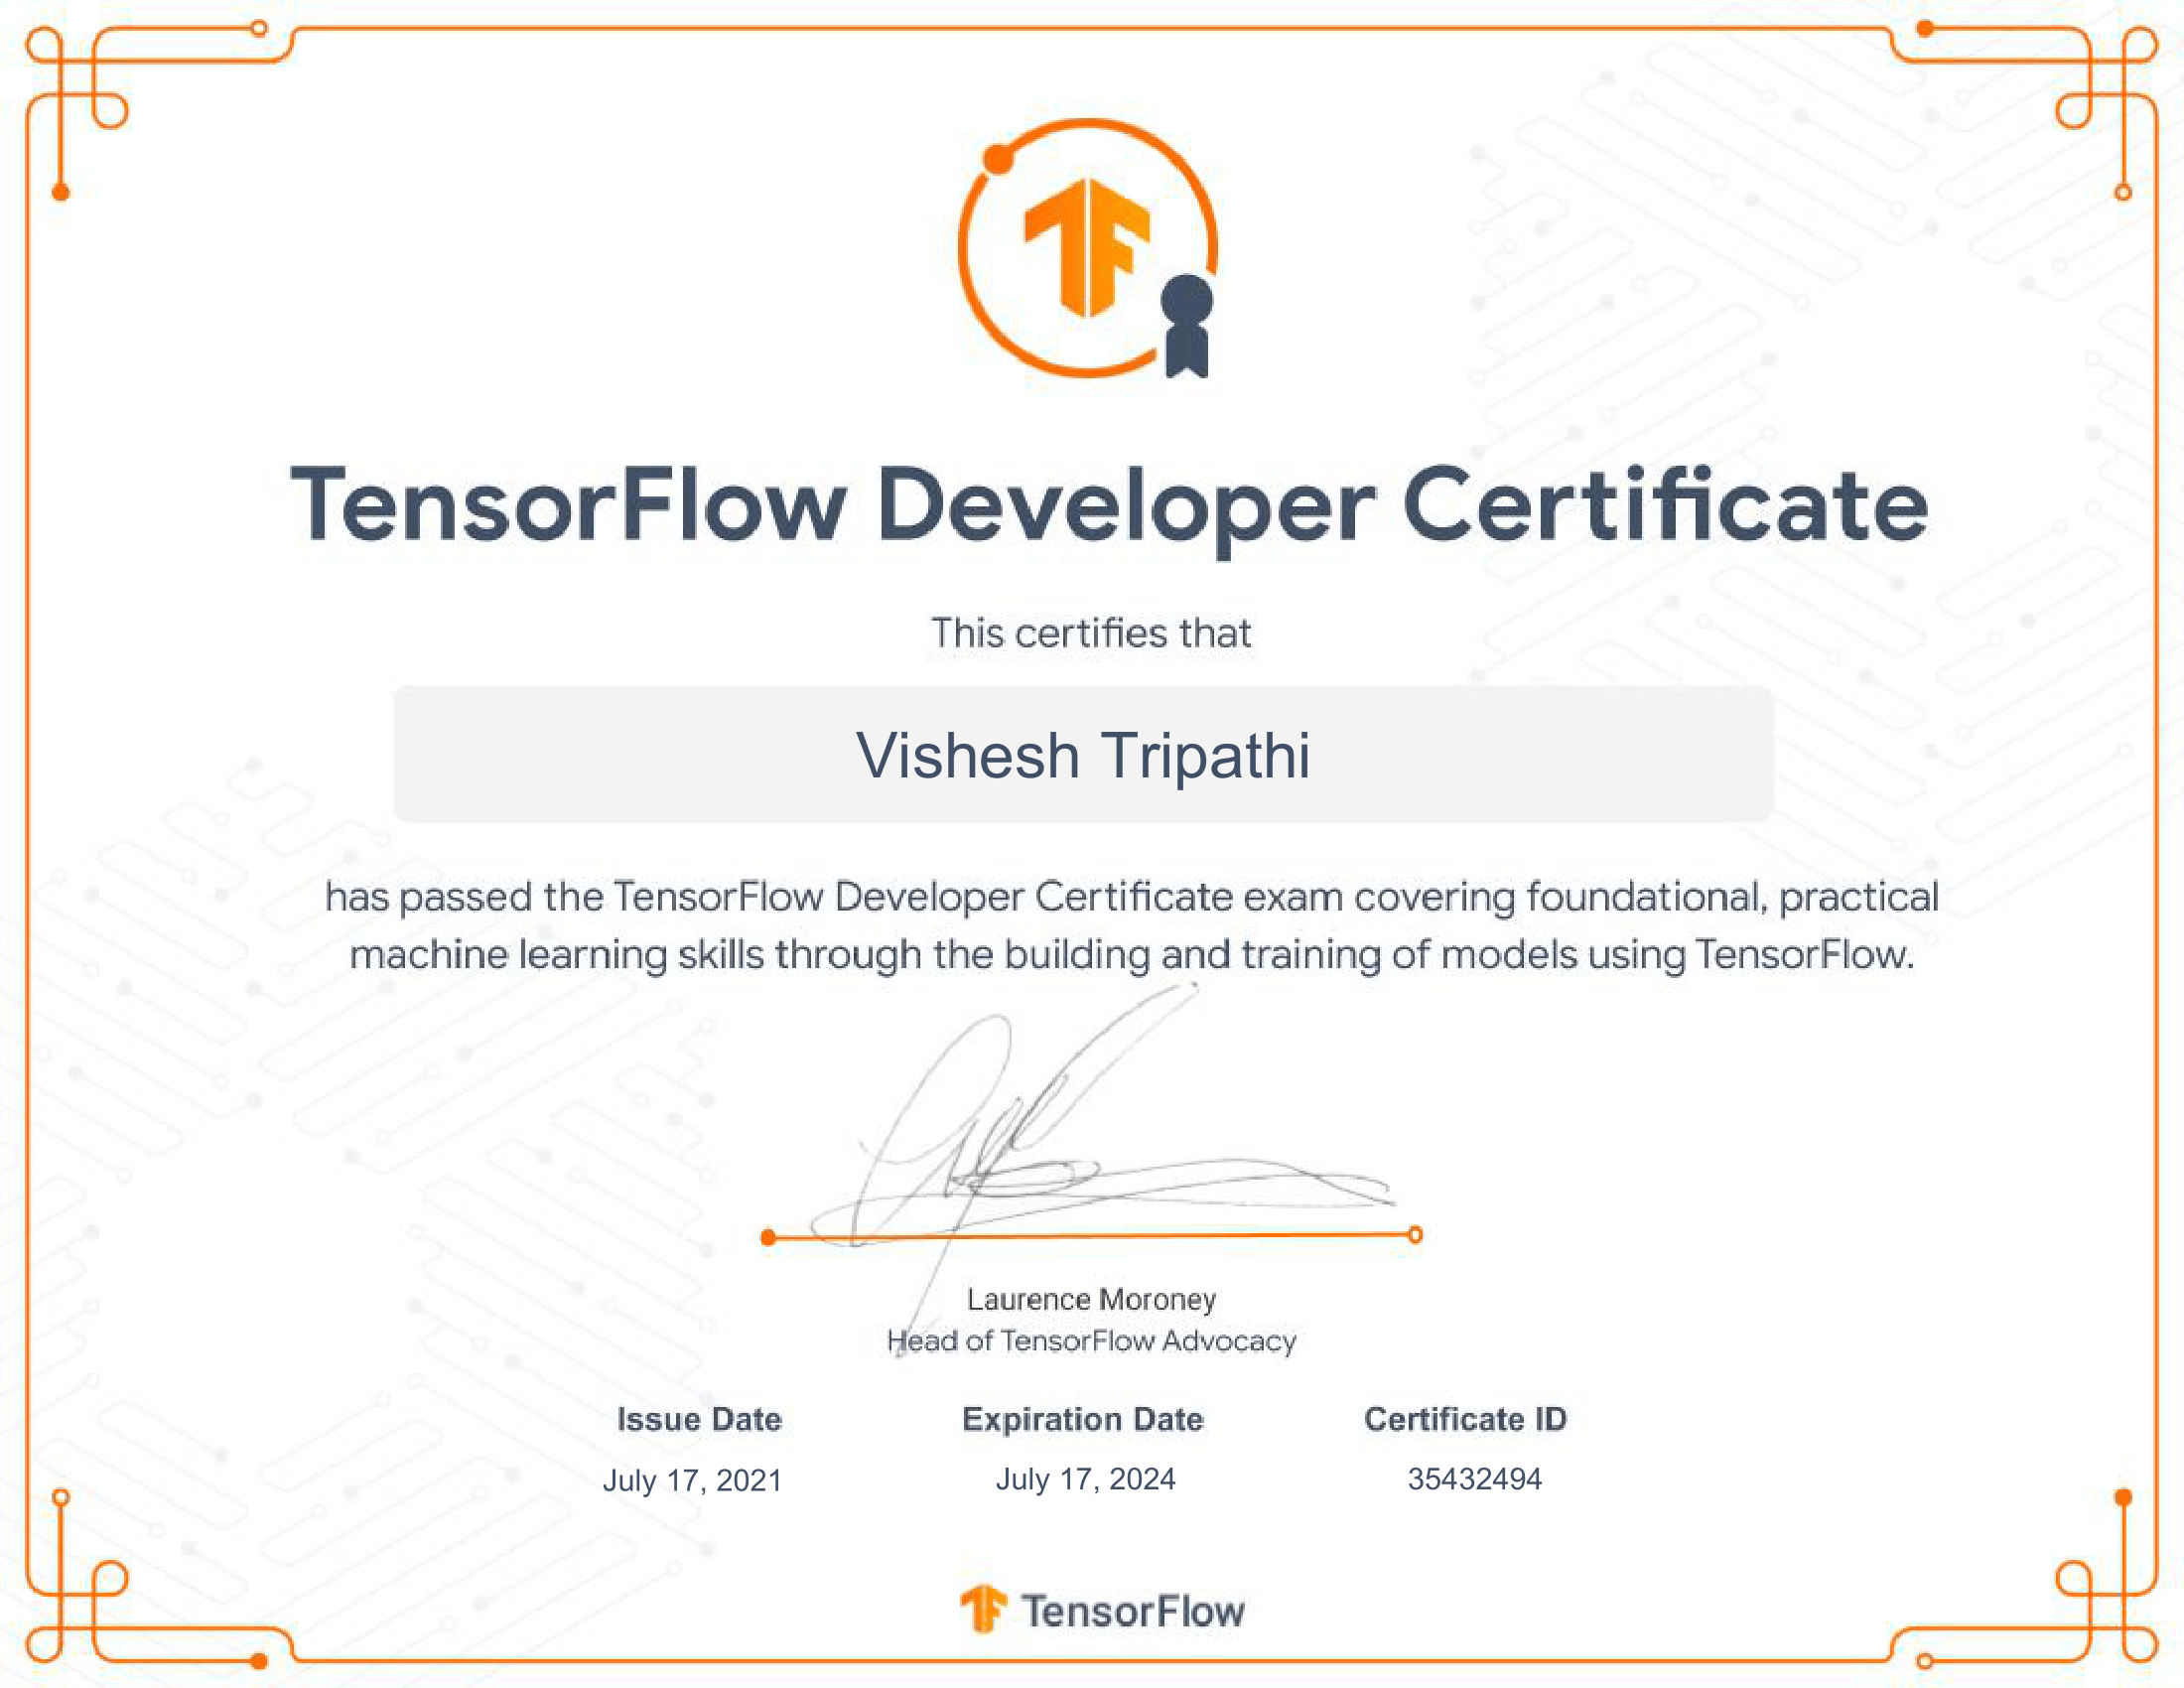 TF
TensorFlow Developer Certificate
This certifies that
Vishesh Tripathi
has passed the TensorFlow Developer Certificate exam covering foundational, practical
machine learning skills through the building and training of models using TensorFlow.
Laurence Moroney
Head of TensorFlow Advocacy
Issue Date Expiration Date Certificate ID
July 17, 2021 July 17, 2024 35432494
TensorFlow